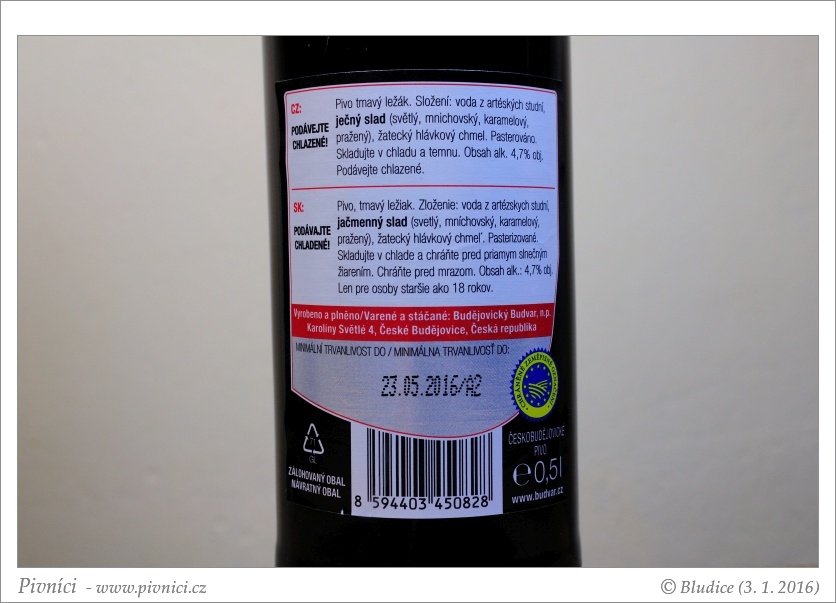 CZ:
PODÁVEJTE
CHLAZENÉ!
Pivo tmavý ležák. Složení: voda z artéských studní,
ječný slad (světlý, mnichovský, karamelový,
pražený), žatecký hlávkový chmel. Pasterováno.
Skladujte v chladu a temnu. Obsah alk. 4,7% obj.
Podávejte chlazené.
SK:
PODÁVAJTE
CHLADENÉ!
Pivo, tmavý ležiak. Zloženie: voda z artézskych studní,
jačmenný slad (svetlý, mníchovský, karamelový,
pražený), žatecký hlávkový chmeľ. Pasterizované.
Skladujte v chlade a chráňte pred priamym slnečným
žiarením. Chráňte pred mrazom. Obsah alk.: 4,7% obj.
Len pre osoby staršie ako 18 rokov.
Vyrobeno a plněno/Varené a stáčané: Budějovický Budvar, n.p.
Karolíny Světlé 4, České Budějovice, Česká republika
MINIMÁLNÍ TRVANLIVOST DO / MINIMÁLNA TRVANLIVOSŤ DO:
23.05.2016/A2
CHRÁNĚNÉ ZEMĚPISNÉ OZNAČENÍ
71
GL
ZÁLOHOVANÝ OBAL
NÁVRATNÝ OBAL
8 594403 450828
ČESKOBUDĚJOVICKÉ
PIVO
e 0,5l
www.budvar.cz
Pivníci - www.pivnici.cz
© Bludice (3. 1. 2016)